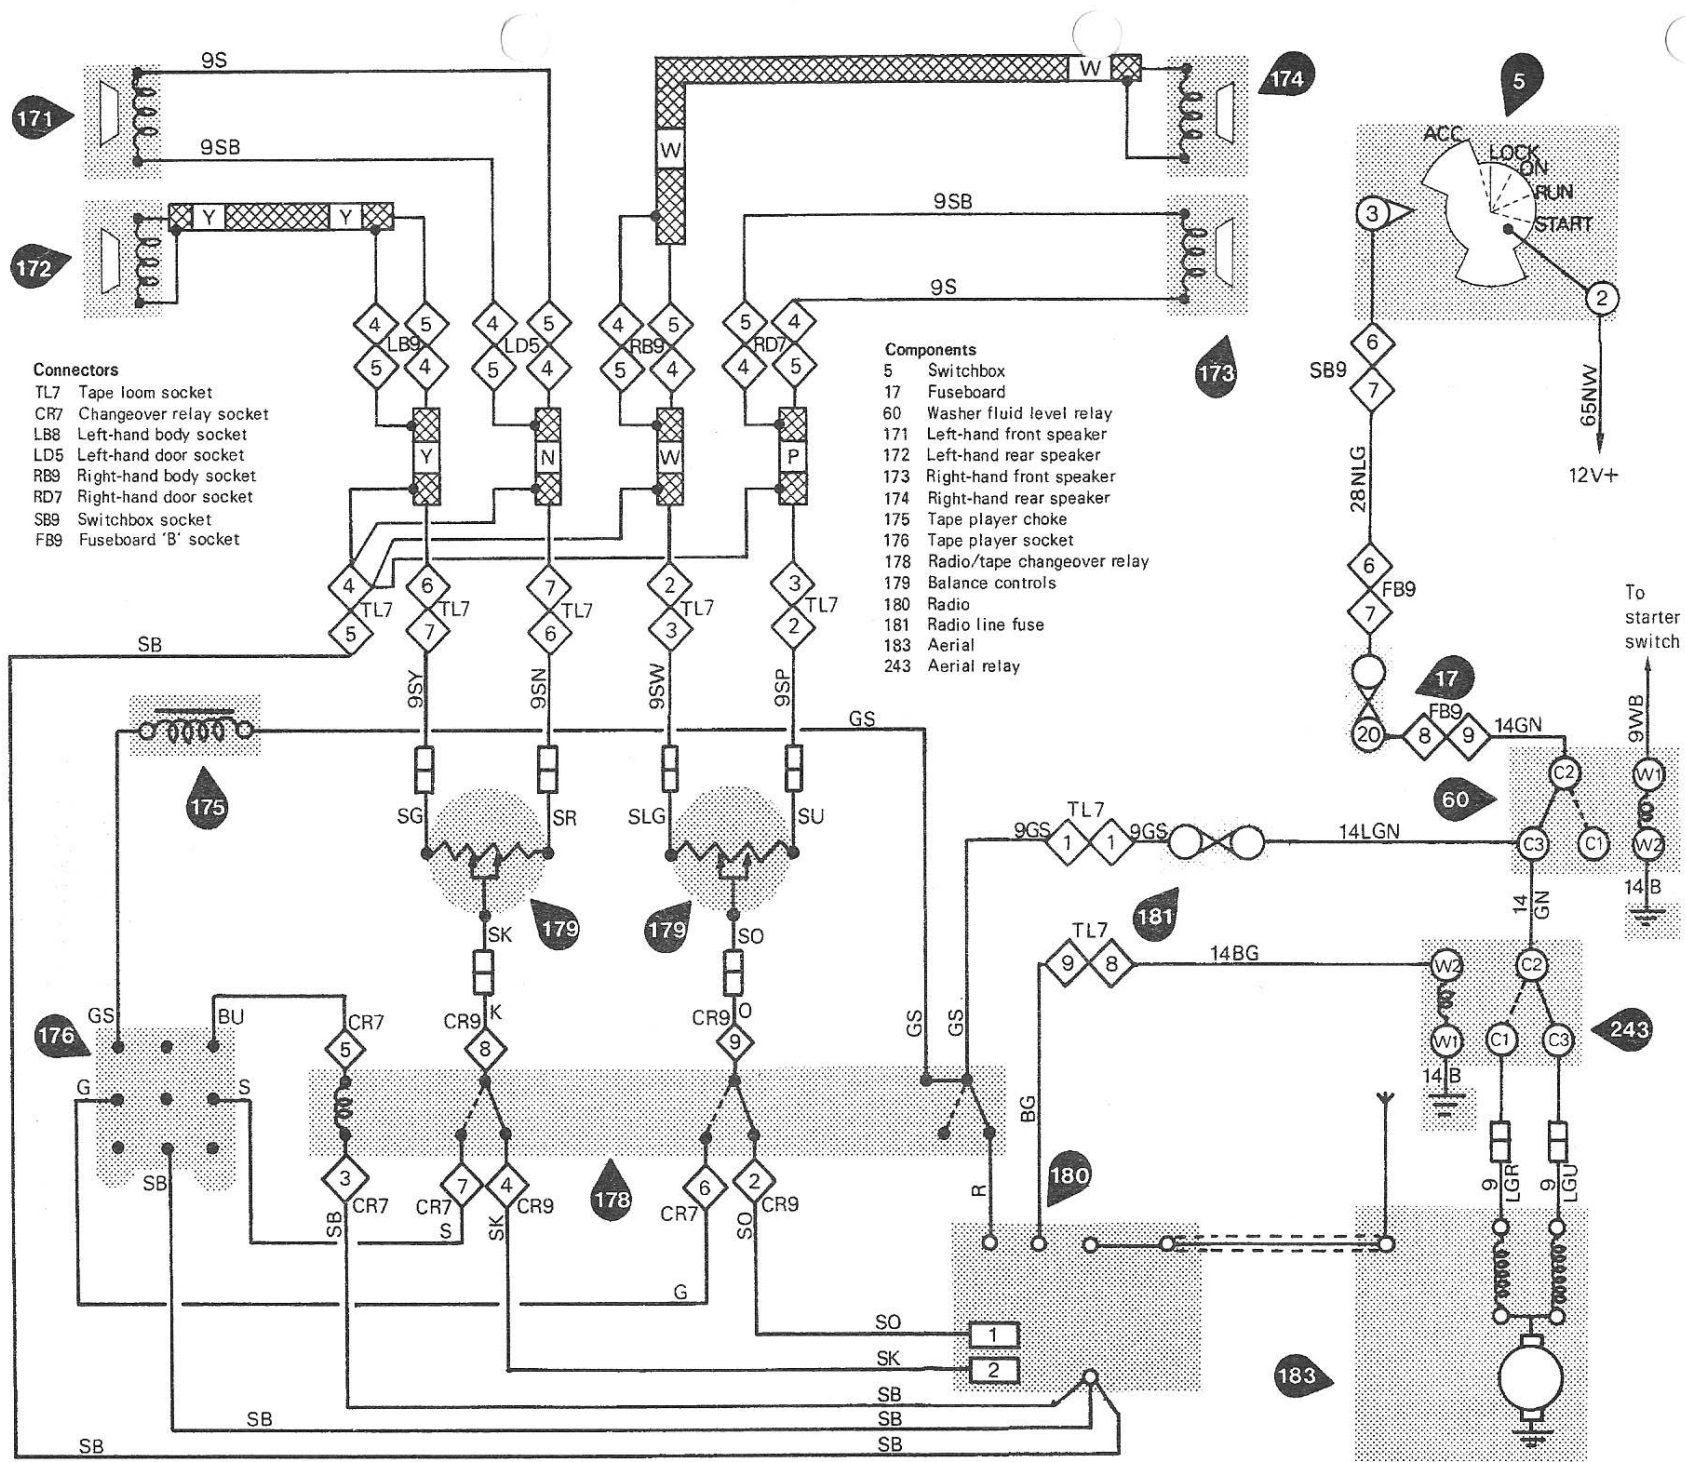 9S
W
174
5
171
9SB
W
ACC
LOCK
ON
RUN
START
3
2
Y
Y
9SB
172
9S
4 5 4 5 4 5 5 4
LB9 LD5 RB9 RD7
5 4 5 4 5 4 4 5
173
6
SB9
7
65NW
12V+
Connectors
TL7 Tape loom socket
CR7 Changeover relay socket
LB8 Left-hand body socket
LD5 Left-hand door socket
RB9 Right-hand body socket
RD7 Right-hand door socket
SB9 Switchbox socket
FB9 Fuseboard 'B' socket
Components
5 Switchbox
17 Fuseboard
60 Washer fluid level relay
171 Left-hand front speaker
172 Left-hand rear speaker
173 Right-hand front speaker
174 Right-hand rear speaker
175 Tape player choke
176 Tape player socket
178 Radio/tape changeover relay
179 Balance controls
180 Radio
181 Radio line fuse
183 Aerial
243 Aerial relay
Y N W P
28NLG
6
FB9
7
4 6 7 2 3
TL7 TL7 TL7 TL7 TL7
5 7 6 3 2
To
starter
switch
SB
9SY
9SN
9SW
9SP
17
GS
20
FB9
8 9
14GN
9WB
175
SG
SR
SLG
SU
60
C2
W1
C3
C1
W2
TL7
9GS
1 1
9GS
14LGN
14 B
14 GN
179
179
181
SK
SO
TL7
9 8
14BG
W2
C2
W1
C1
C3
243
14 B
176
GS
BU
CR7
5
K
CR9
8
O
CR9
9
GS
GS
G
S
BG
SB
3
CR7
7
CR7
4
CR9
178
6
CR7
2
CR9
180
R
9 LGR
9 LGU
SB
S
SK
SO
G
SO
1
SK
2
183
SB
SB
SB
SB
SB